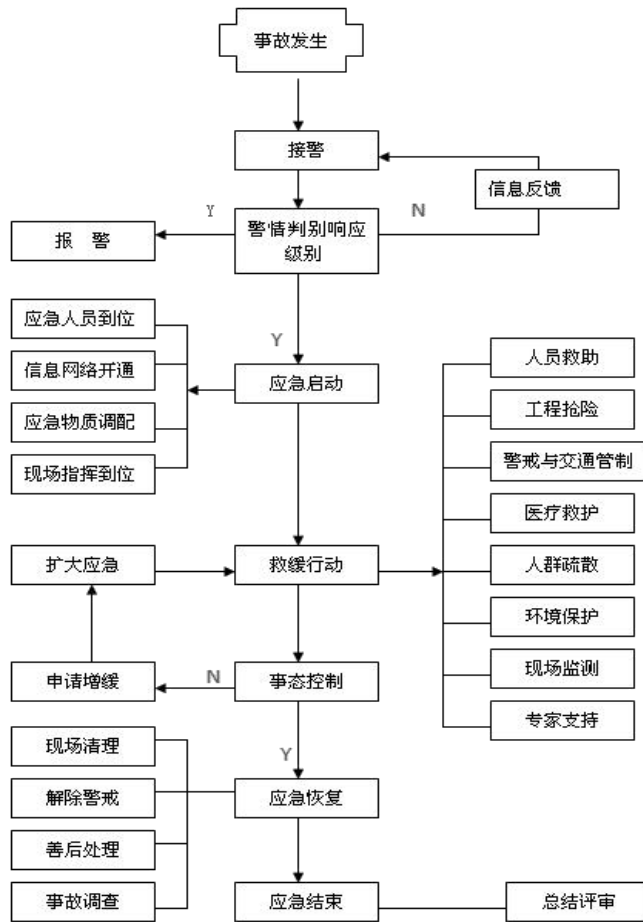 事故发生
接警
信息反馈
Y
N
报 警
警情判别响应
级别
应急人员到位
Y
信息网络开通
应急启动
人员救助
应急物质调配
工程抢险
现场指挥到位
警戒与交通管制
医疗救护
扩大应急
救缓行动
人群疏散
环境保护
申请增缓
N
事态控制
现场监测
专家支持
现场清理
Y
解除警戒
应急恢复
善后处理
事故调查
应急结束
总结评审